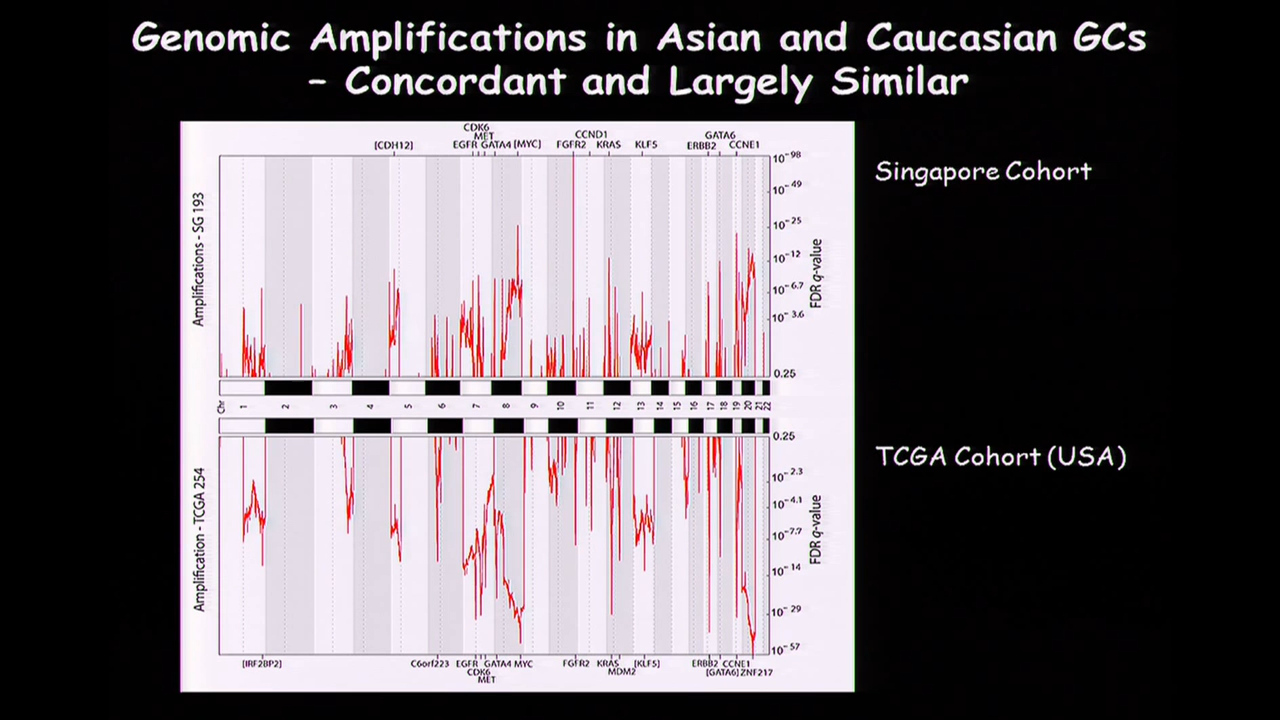 Genomic Amplifications in Asian and Caucasian GCs
– Concordant and Largely Similar
CDK6
MET
CCND1
GATA6
[CDH12]
EGFR GATA4 [MYC]
FGFR2 KRAS
KLF5
ERBB2 CCNE1
Amplifications - SG 193
10⁻⁹⁸
10⁻⁴⁹
10⁻²⁵
10⁻¹²
10⁻⁶·⁷
10⁻³·⁶
0.25
FDR q-value
Singapore Cohort
Chr 1 2 3 4 5 6 7 8 9 10 11 12 13 14 15 16 17 18 19 20 21 22
Amplification - TCGA 254
0.25
10⁻²·³
10⁻⁴·¹
10⁻⁷·⁷
10⁻¹⁴
10⁻²⁹
10⁻⁵⁷
FDR q-value
TCGA Cohort (USA)
[IRF2BP2]
C6orf223 EGFR GATA4 MYC
FGFR2 KRAS [KLF5]
ERBB2 CCNE1
CDK6
MDM2
[GATA6] ZNF217
MET